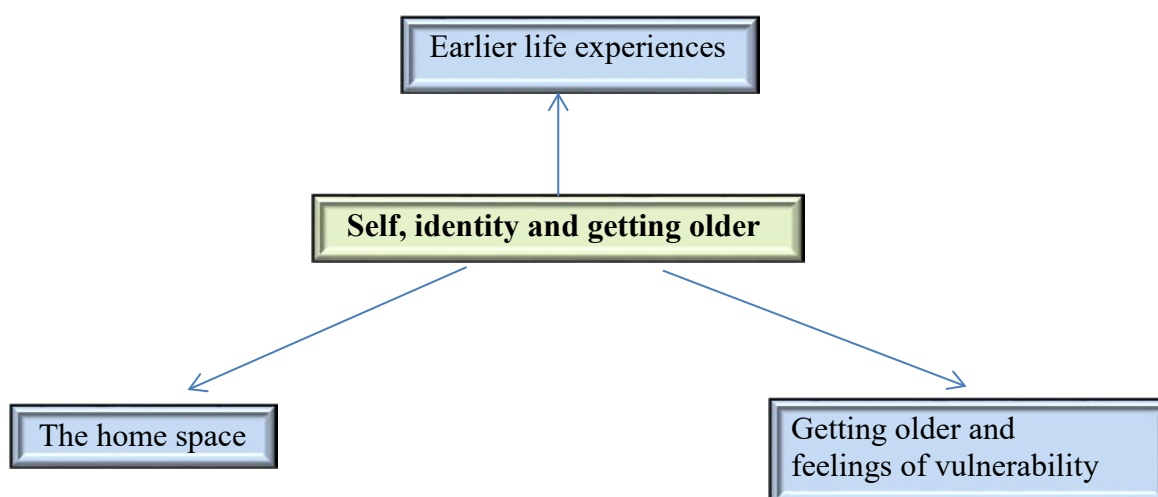 Earlier life experiences
Self, identity and getting older
The home space
Getting older and
feelings of vulnerability